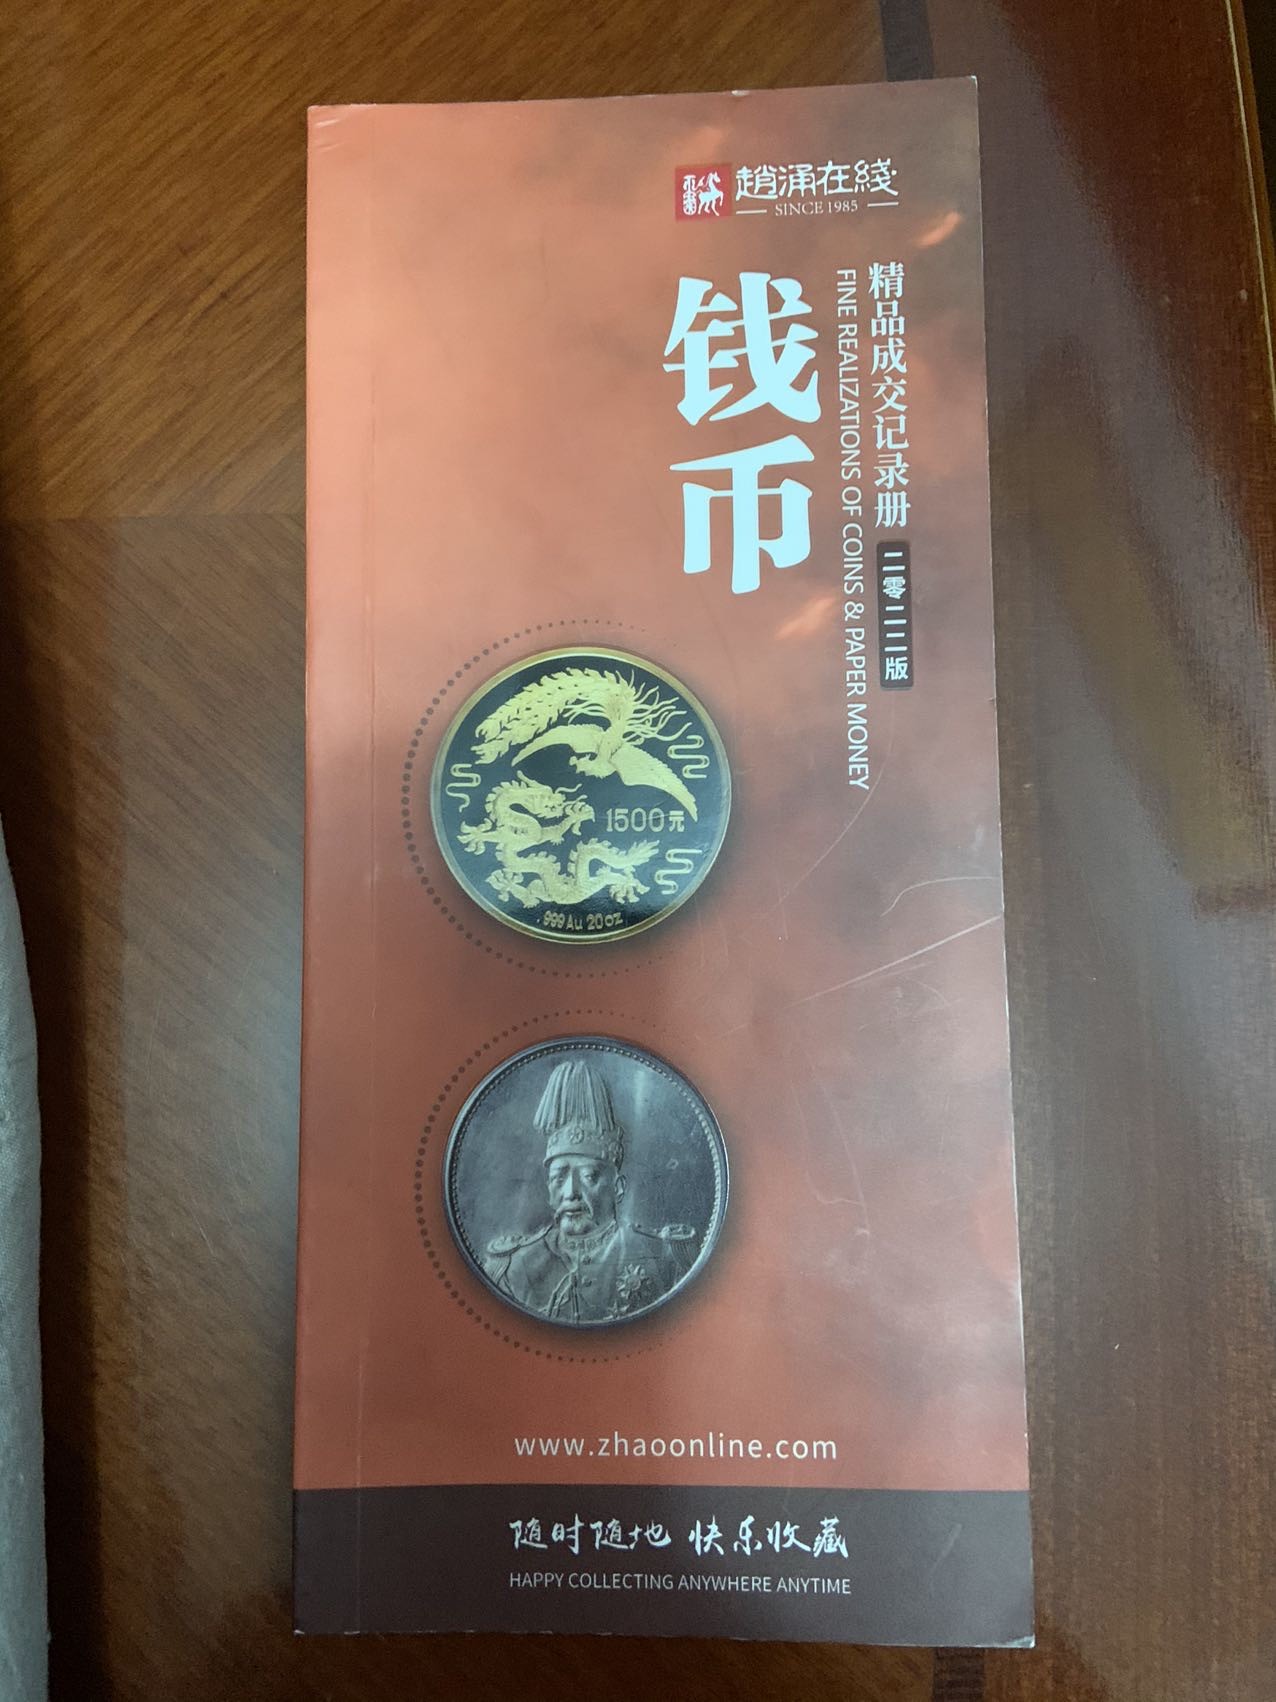 趙涌在綫
SINCE 1985
钱币
精品成交记录册
二零二二版
FINE REALIZATIONS OF COINS & PAPER MONEY
1500元
.999 Au 20 oz
www.zhaoonline.com
随时随地 快乐收藏
HAPPY COLLECTING ANYWHERE ANYTIME